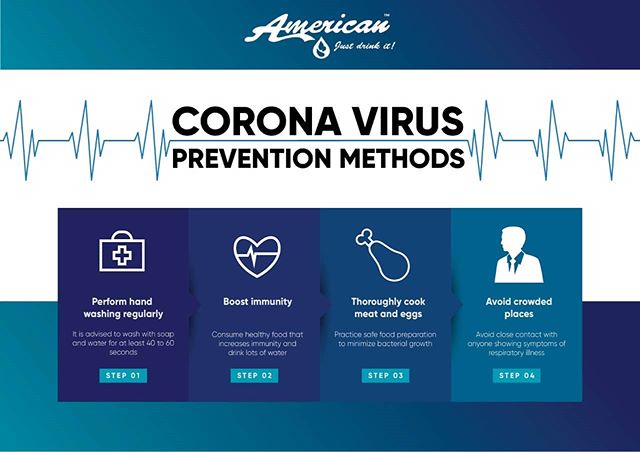 American™
Just drink it!
CORONA VIRUS
PREVENTION METHODS
Perform hand
washing regularly
It is advised to wash with soap
and water for at least 40 to 60
seconds
STEP 01
Boost immunity
Consume healthy food that
increases immunity and
drink lots of water
STEP 02
Thoroughly cook
meat and eggs
Practice safe food preparation
to minimize bacterial growth
STEP 03
Avoid crowded
places
Avoid close contact with
anyone showing symptoms of
respiratory illness
STEP 04